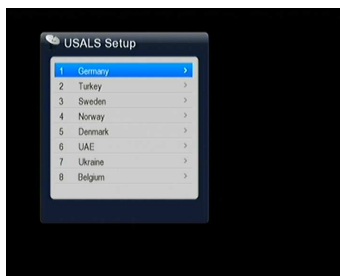 USALS Setup
1 Germany >
2 Turkey >
3 Sweden >
4 Norway >
5 Denmark >
6 UAE >
7 Ukraine >
8 Belgium >